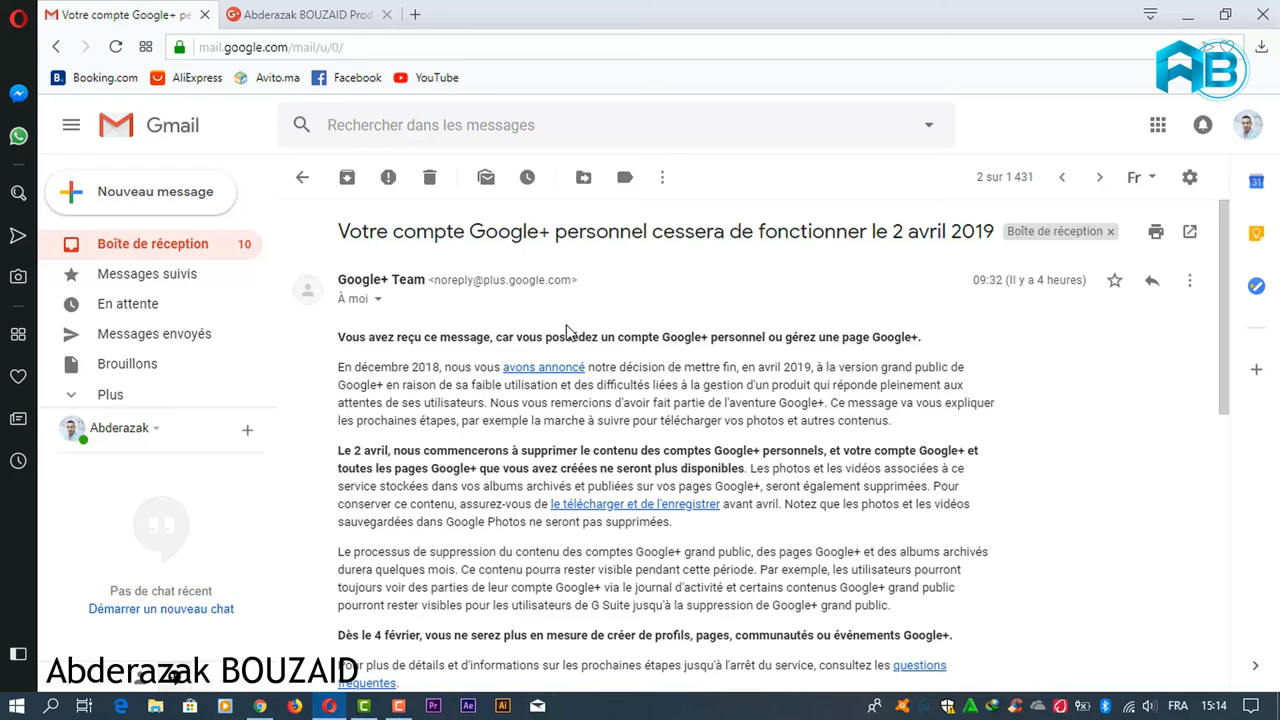 Votre compte Google+ pe
Abderazak BOUZAID Prod
mail.google.com/mail/u/0/
B. Booking.com
AliExpress
Avito.ma
Facebook
YouTube
AB
Gmail
Rechercher dans les messages
Nouveau message
2 sur 1 431
Fr
Boîte de réception 10
Messages suivis
En attente
Messages envoyés
Brouillons
Plus
Abderazak
Pas de chat récent
Démarrer un nouveau chat
Votre compte Google+ personnel cessera de fonctionner le 2 avril 2019
Boîte de réception x
Google+ Team <noreply@plus.google.com>
09:32 (Il y a 4 heures)
À moi
Vous avez reçu ce message, car vous possédez un compte Google+ personnel ou gérez une page Google+.
En décembre 2018, nous vous avons annoncé notre décision de mettre fin, en avril 2019, à la version grand public de
Google+ en raison de sa faible utilisation et des difficultés liées à la gestion d'un produit qui réponde pleinement aux
attentes de ses utilisateurs. Nous vous remercions d'avoir fait partie de l'aventure Google+. Ce message va vous expliquer
les prochaines étapes, par exemple la marche à suivre pour télécharger vos photos et autres contenus.
Le 2 avril, nous commencerons à supprimer le contenu des comptes Google+ personnels, et votre compte Google+ et
toutes les pages Google+ que vous avez créées ne seront plus disponibles. Les photos et les vidéos associées à ce
service stockées dans vos albums archivés et publiées sur vos pages Google+, seront également supprimées. Pour
conserver ce contenu, assurez-vous de le télécharger et de l'enregistrer avant avril. Notez que les photos et les vidéos
sauvegardées dans Google Photos ne seront pas supprimées.
Le processus de suppression du contenu des comptes Google+ grand public, des pages Google+ et des albums archivés
durera quelques mois. Ce contenu pourra rester visible pendant cette période. Par exemple, les utilisateurs pourront
toujours voir des parties de leur compte Google+ via le journal d'activité et certains contenus Google+ grand public
pourront rester visibles pour les utilisateurs de G Suite jusqu'à la suppression de Google+ grand public.
Dès le 4 février, vous ne serez plus en mesure de créer de profils, pages, communautés ou événements Google+.
Pour plus de détails et d'informations sur les prochaines étapes jusqu'à l'arrêt du service, consultez les questions
fréquentes.
31
Abderazak BOUZAID
Pr
Ae
Ai
FRA
15:14